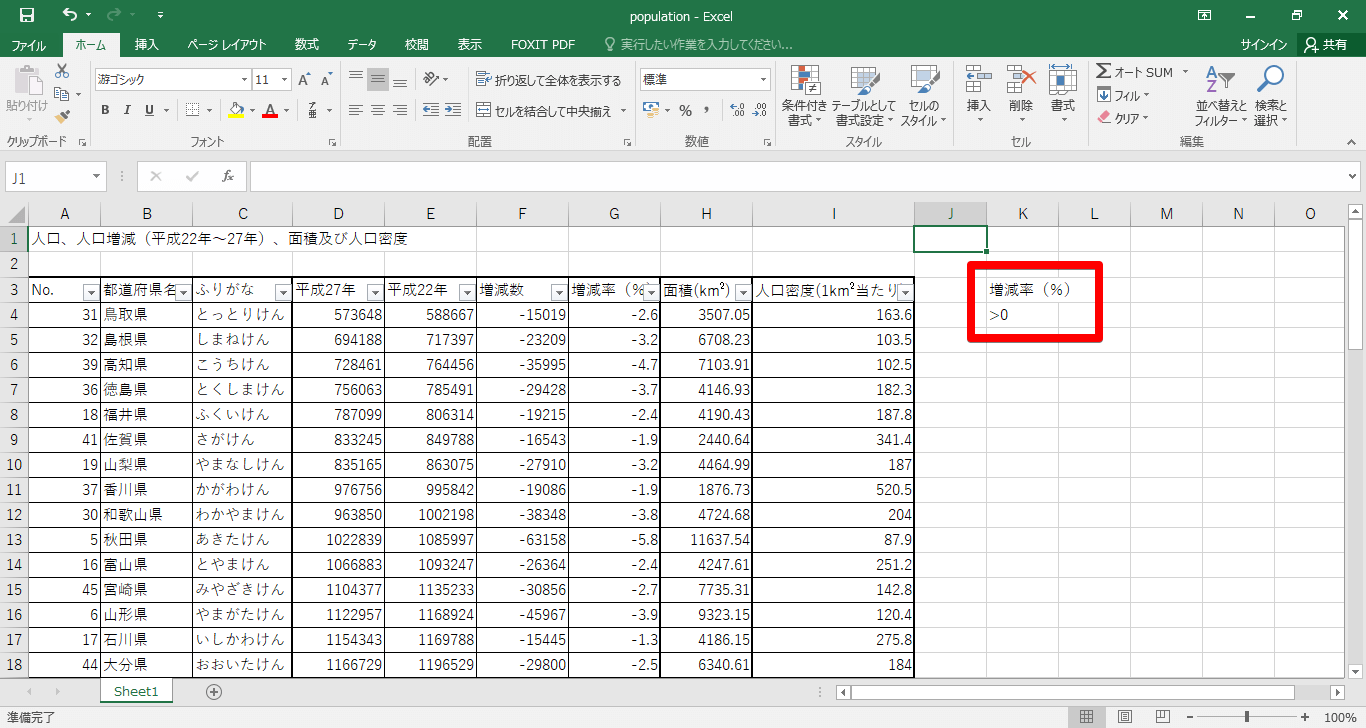 population - Excel
ファイル ホーム 挿入 ページ レイアウト 数式 データ 校閲 表示 FOXIT PDF 実行したい作業を入力してください... サインイン 共有
游ゴシック 11 折り返して全体を表示する 標準 オート SUM
貼り付け B I U セルを結合して中央揃え % 条件付き書式 テーブルとして書式設定 セルのスタイル 挿入 削除 書式 フィル クリア 並べ替えとフィルター 検索と選択
クリップボード フォント 配置 数値 スタイル セル 編集
J1 fx
A B C D E F G H I J K L M N O
1 人口、人口増減（平成22年～27年）、面積及び人口密度
2
3 No. 都道府県名 ふりがな 平成27年 平成22年 増減数 増減率（%） 面積(km²) 人口密度(1km²当たり 増減率（%）
4 31 鳥取県 とっとりけん 573648 588667 -15019 -2.6 3507.05 163.6 >0
5 32 島根県 しまねけん 694188 717397 -23209 -3.2 6708.23 103.5
6 39 高知県 こうちけん 728461 764456 -35995 -4.7 7103.91 102.5
7 36 徳島県 とくしまけん 756063 785491 -29428 -3.7 4146.93 182.3
8 18 福井県 ふくいけん 787099 806314 -19215 -2.4 4190.43 187.8
9 41 佐賀県 さがけん 833245 849788 -16543 -1.9 2440.64 341.4
10 19 山梨県 やまなしけん 835165 863075 -27910 -3.2 4464.99 187
11 37 香川県 かがわけん 976756 995842 -19086 -1.9 1876.73 520.5
12 30 和歌山県 わかやまけん 963850 1002198 -38348 -3.8 4724.68 204
13 5 秋田県 あきたけん 1022839 1085997 -63158 -5.8 11637.54 87.9
14 16 富山県 とやまけん 1066883 1093247 -26364 -2.4 4247.61 251.2
15 45 宮崎県 みやざきけん 1104377 1135233 -30856 -2.7 7735.31 142.8
16 6 山形県 やまがたけん 1122957 1168924 -45967 -3.9 9323.15 120.4
17 17 石川県 いしかわけん 1154343 1169788 -15445 -1.3 4186.15 275.8
18 44 大分県 おおいたけん 1166729 1196529 -29800 -2.5 6340.61 184
Sheet1
準備完了 100%